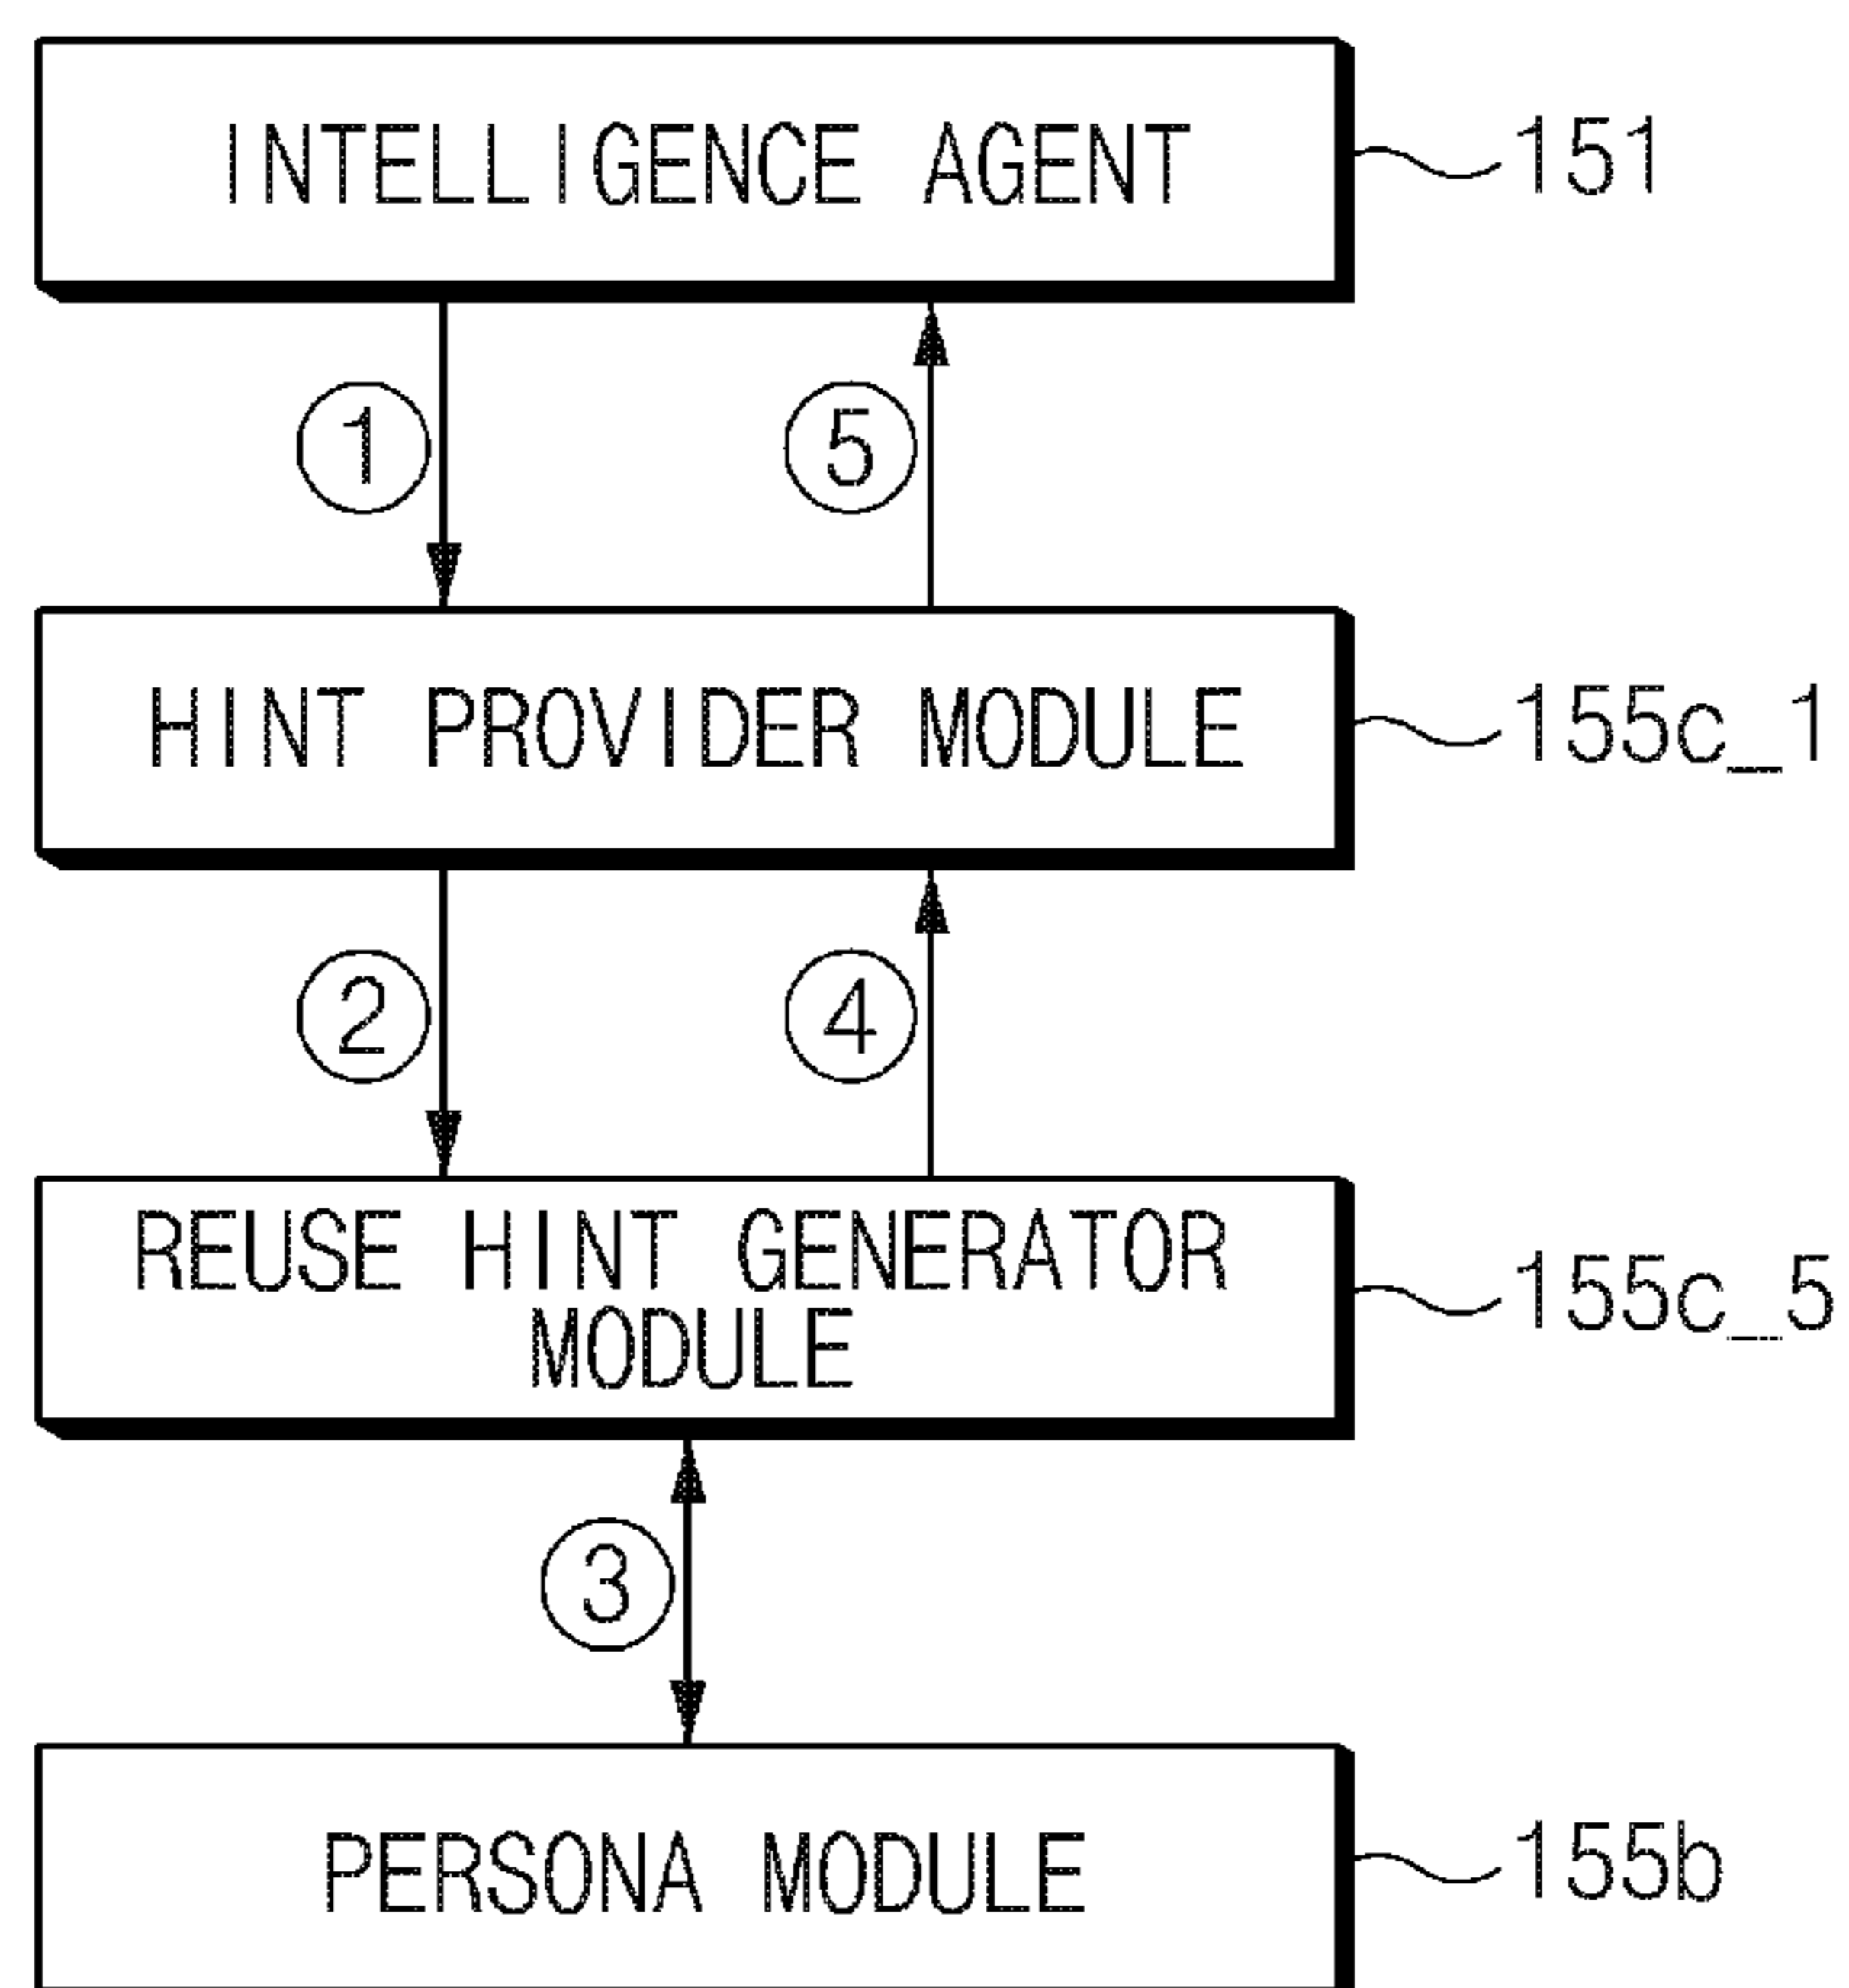 INTELLIGENCE AGENT 151
① ⑤
HINT PROVIDER MODULE 155c_1
② ④
REUSE HINT GENERATOR
MODULE 155c_5
③
PERSONA MODULE 155b